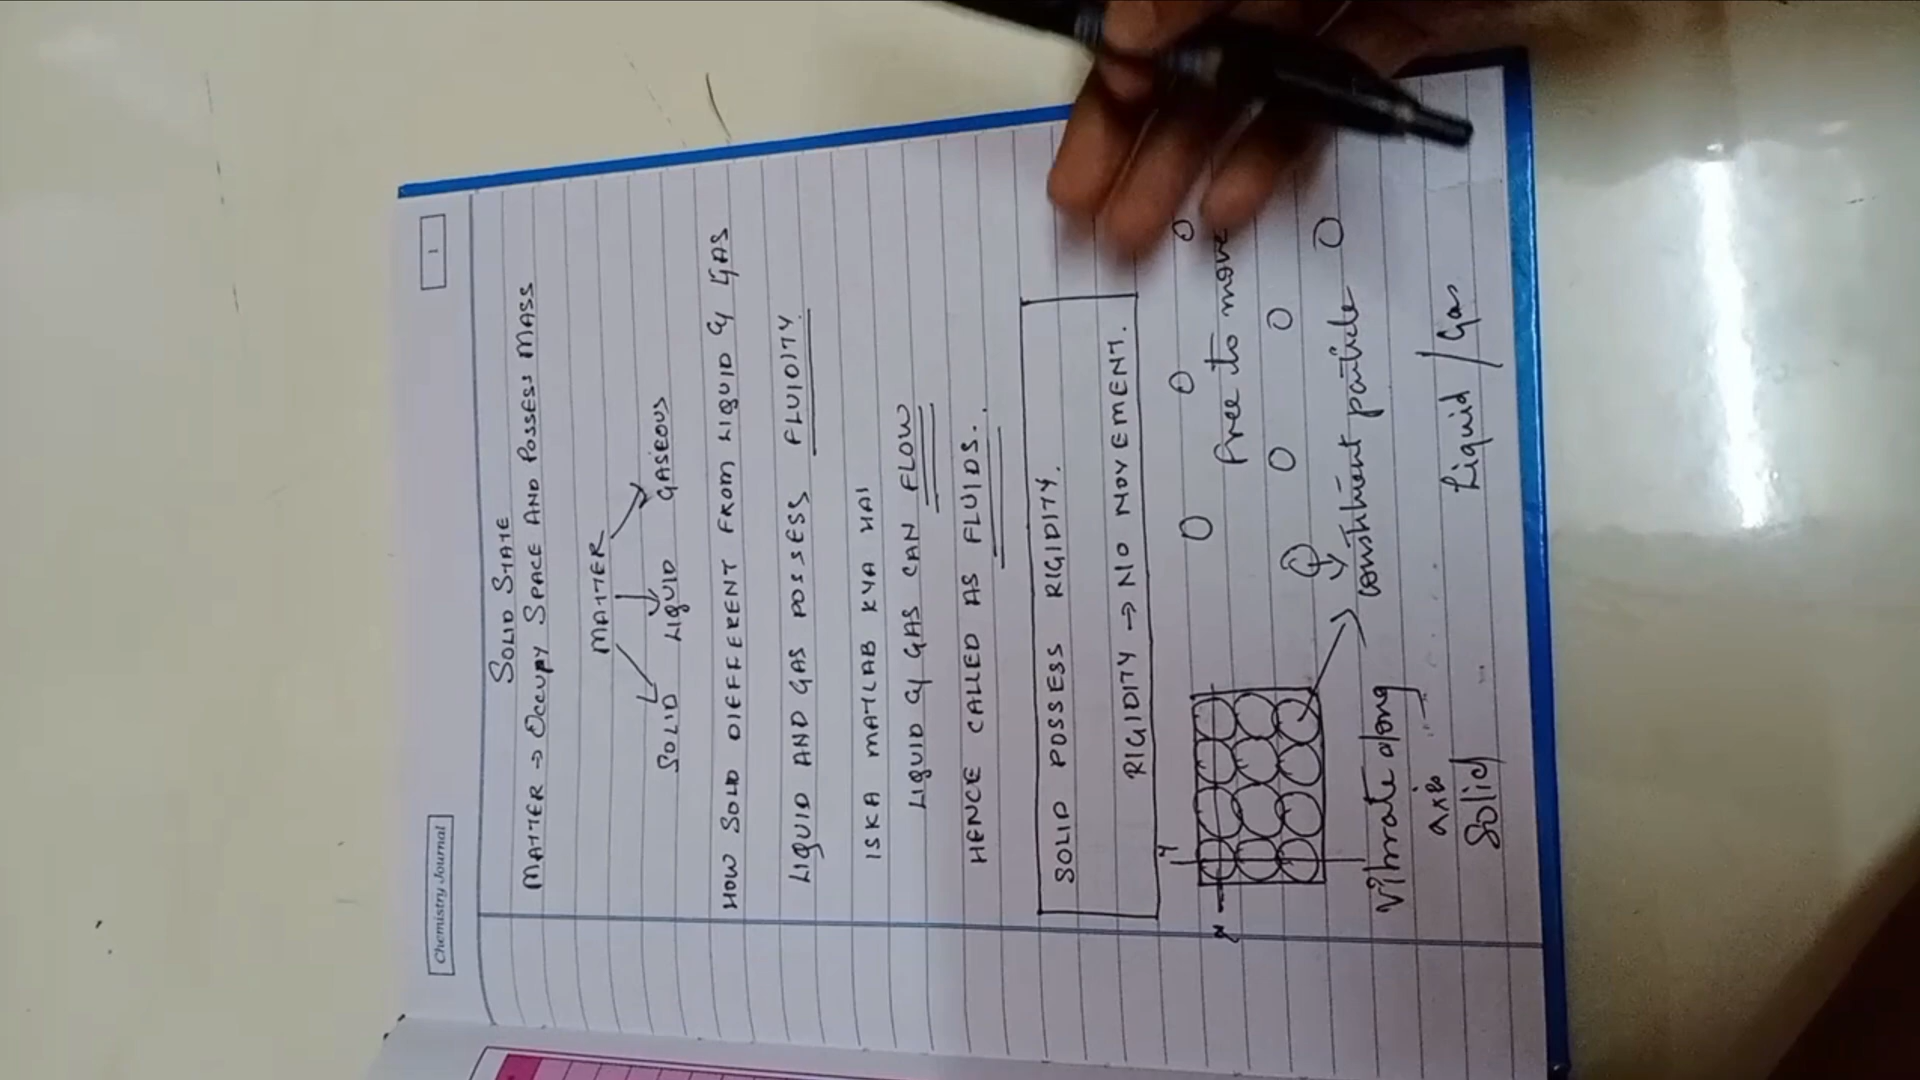 Chemistry Journal
1
SOLID STATE
MATTER → OCCUPY SPACE AND POSSESS MASS
MATTER
SOLID LIQUID GASEOUS
HOW SOLID DIFFERENT FROM LIQUID & GAS
LIQUID AND GAS POSSESS FLUIDITY.
ISKA MATLAB KYA HAI
LIQUID & GAS CAN FLOW
HENCE CALLED AS FLUIDS.
SOLID POSSESS RIGIDITY.
RIGIDITY → NO MOVEMENT.
y
x
free to move
constituent particle
Vibrate along
axis
Solid
Liquid / Gas